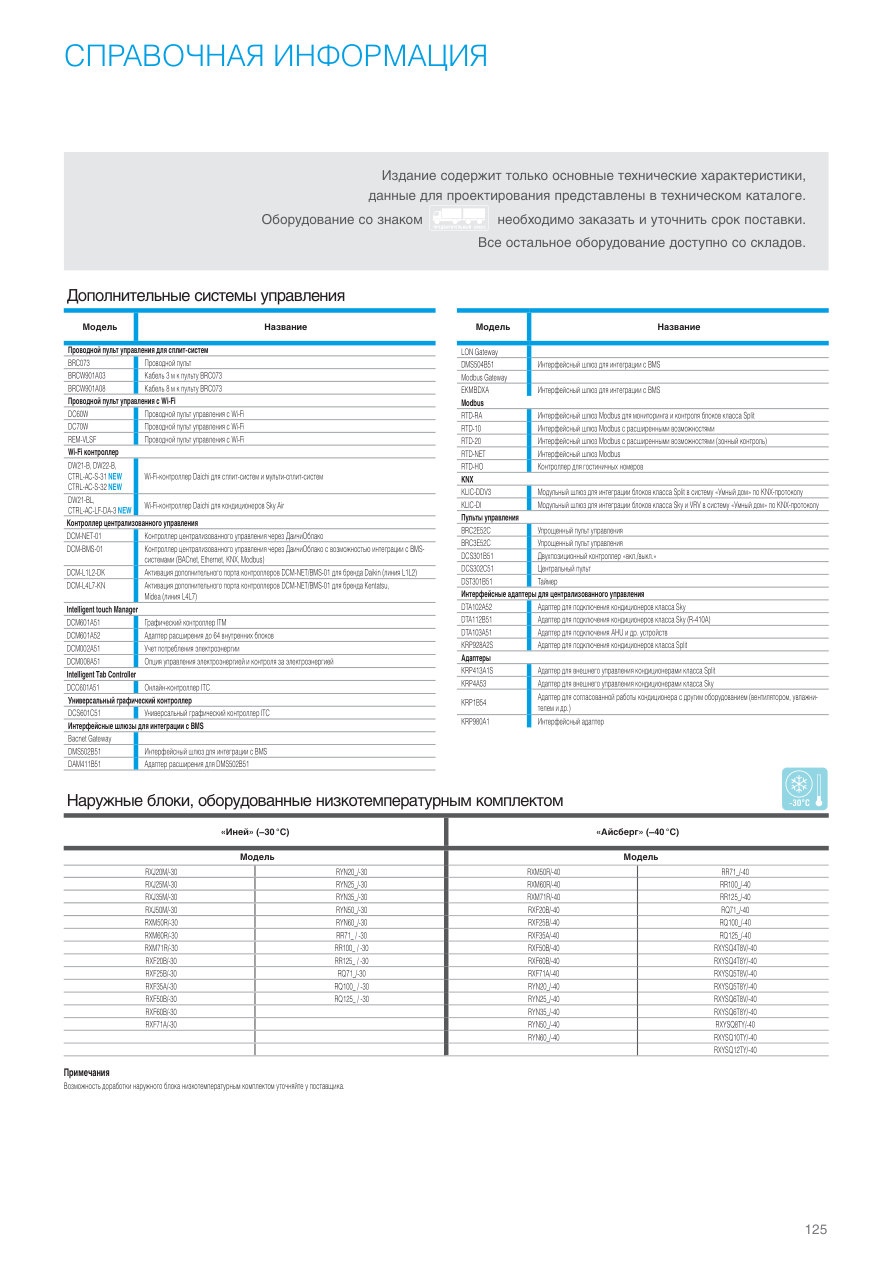 СПРАВОЧНАЯ ИНФОРМАЦИЯ
Издание содержит только основные технические характеристики,
данные для проектирования представлены в техническом каталоге.
Оборудование со знаком необходимо заказать и уточнить срок поставки.
Все остальное оборудование доступно со складов.
Дополнительные системы управления
Модель Название
Проводной пульт управления для сплит-систем
BRC073 Проводной пульт
BRCW901A03 Кабель 3 м к пульту BRC073
BRCW901A08 Кабель 8 м к пульту BRC073
Проводной пульт управления с Wi-Fi
DC60W Проводной пульт управления с Wi-Fi
DC70W Проводной пульт управления с Wi-Fi
REM-VLSF Проводной пульт управления с Wi-Fi
Wi-Fi контроллер
DW21-B, DW22-B,
CTRL-AC-S-31 NEW Wi-Fi-контроллер Daichi для сплит-систем и мульти-сплит-систем
CTRL-AC-S-32 NEW
DW21-BL,
CTRL-AC-LF-DA-3 NEW Wi-Fi-контроллер Daichi для кондиционеров Sky Air
Контроллер централизованного управления
DCM-NET-01 Контроллер централизованного управления через ДаичиОблако
DCM-BMS-01 Контроллер централизованного управления через ДаичиОблако с возможностью интеграции с BMS-
системами (BACnet, Ethernet, KNX, Modbus)
DCM-L1L2-DK Активация дополнительного порта контроллеров DCM-NET/BMS-01 для бренда Daikin (линия L1L2)
DCM-L4L7-KN Активация дополнительного порта контроллеров DCM-NET/BMS-01 для бренда Kentatsu,
Midea (линия L4L7)
Intelligent touch Manager
DCM601A51 Графический контроллер ITM
DCM601A52 Адаптер расширения до 64 внутренних блоков
DCM002A51 Учет потребления электроэнергии
DCM008A51 Опция управления электроэнергией и контроля за электроэнергией
Intelligent Tab Controller
DCC601A51 Онлайн-контроллер ITC
Универсальный графический контроллер
DCS601C51 Универсальный графический контроллер ITC
Интерфейсные шлюзы для интеграции с BMS
Bacnet Gateway
DMS502B51 Интерфейсный шлюз для интеграции с BMS
DAM411B51 Адаптер расширения для DMS502B51
Модель Название
LON Gateway
DMS504B51 Интерфейсный шлюз для интеграции с BMS
Modbus Gateway
EKMBDXA Интерфейсный шлюз для интеграции с BMS
Modbus
RTD-RA Интерфейсный шлюз Modbus для мониторинга и контроля блоков класса Split
RTD-10 Интерфейсный шлюз Modbus с расширенными возможностями
RTD-20 Интерфейсный шлюз Modbus с расширенными возможностями (зонный контроль)
RTD-NET Интерфейсный шлюз Modbus
RTD-HO Контроллер для гостиничных номеров
KNX
KLIC-DDV3 Модульный шлюз для интеграции блоков класса Split в систему «Умный дом» по KNX-протоколу
KLIC-DI Модульный шлюз для интеграции блоков класса Sky и VRV в систему «Умный дом» по KNX-протоколу
Пульты управления
BRC2E52C Упрощенный пульт управления
BRC3E52C Упрощенный пульт управления
DCS301B51 Двухпозиционный контроллер «вкл./выкл.»
DCS302C51 Центральный пульт
DST301B51 Таймер
Интерфейсные адаптеры для централизованного управления
DTA102A52 Адаптер для подключения кондиционеров класса Sky
DTA112B51 Адаптер для подключения кондиционеров класса Sky (R-410A)
DTA103A51 Адаптер для подключения AHU и др. устройств
KRP928A2S Адаптер для подключения кондиционеров класса Split
Адаптеры
KRP413A1S Адаптер для внешнего управления кондиционерами класса Split
KRP4A53 Адаптер для внешнего управления кондиционерами класса Sky
KRP1B54 Адаптер для согласованной работы кондиционера с другим оборудованием (вентилятором, увлажни-
телем и др.)
KRP980A1 Интерфейсный адаптер
Наружные блоки, оборудованные низкотемпературным комплектом
-30°C
«Иней» (–30 °C) «Айсберг» (–40 °C)
Модель Модель
RXJ20M/-30 RYN20_/-30 RXM50R/-40 RR71_/-40
RXJ25M/-30 RYN25_/-30 RXM60R/-40 RR100_/-40
RXJ35M/-30 RYN35_/-30 RXM71R/-40 RR125_/-40
RXJ50M/-30 RYN50_/-30 RXF20B/-40 RQ71_/-40
RXM50R/-30 RYN60_/-30 RXF25B/-40 RQ100_/-40
RXM60R/-30 RR71_ / -30 RXF35A/-40 RQ125_/-40
RXM71R/-30 RR100_ / -30 RXF50B/-40 RXYSQ4T8V/-40
RXF20B/-30 RR125_ / -30 RXF60B/-40 RXYSQ4T8Y/-40
RXF25B/-30 RQ71_/-30 RXF71A/-40 RXYSQ5T8V/-40
RXF35A/-30 RQ100_ / -30 RYN20_/-40 RXYSQ5T8Y/-40
RXF50B/-30 RQ125_ / -30 RYN25_/-40 RXYSQ6T8V/-40
RXF60B/-30 RYN35_/-40 RXYSQ6T8Y/-40
RXF71A/-30 RYN50_/-40 RXYSQ8TY/-40
RYN60_/-40 RXYSQ10TY/-40
RXYSQ12TY/-40
Примечания
Возможность доработки наружного блока низкотемпературным комплектом уточняйте у поставщика.
125